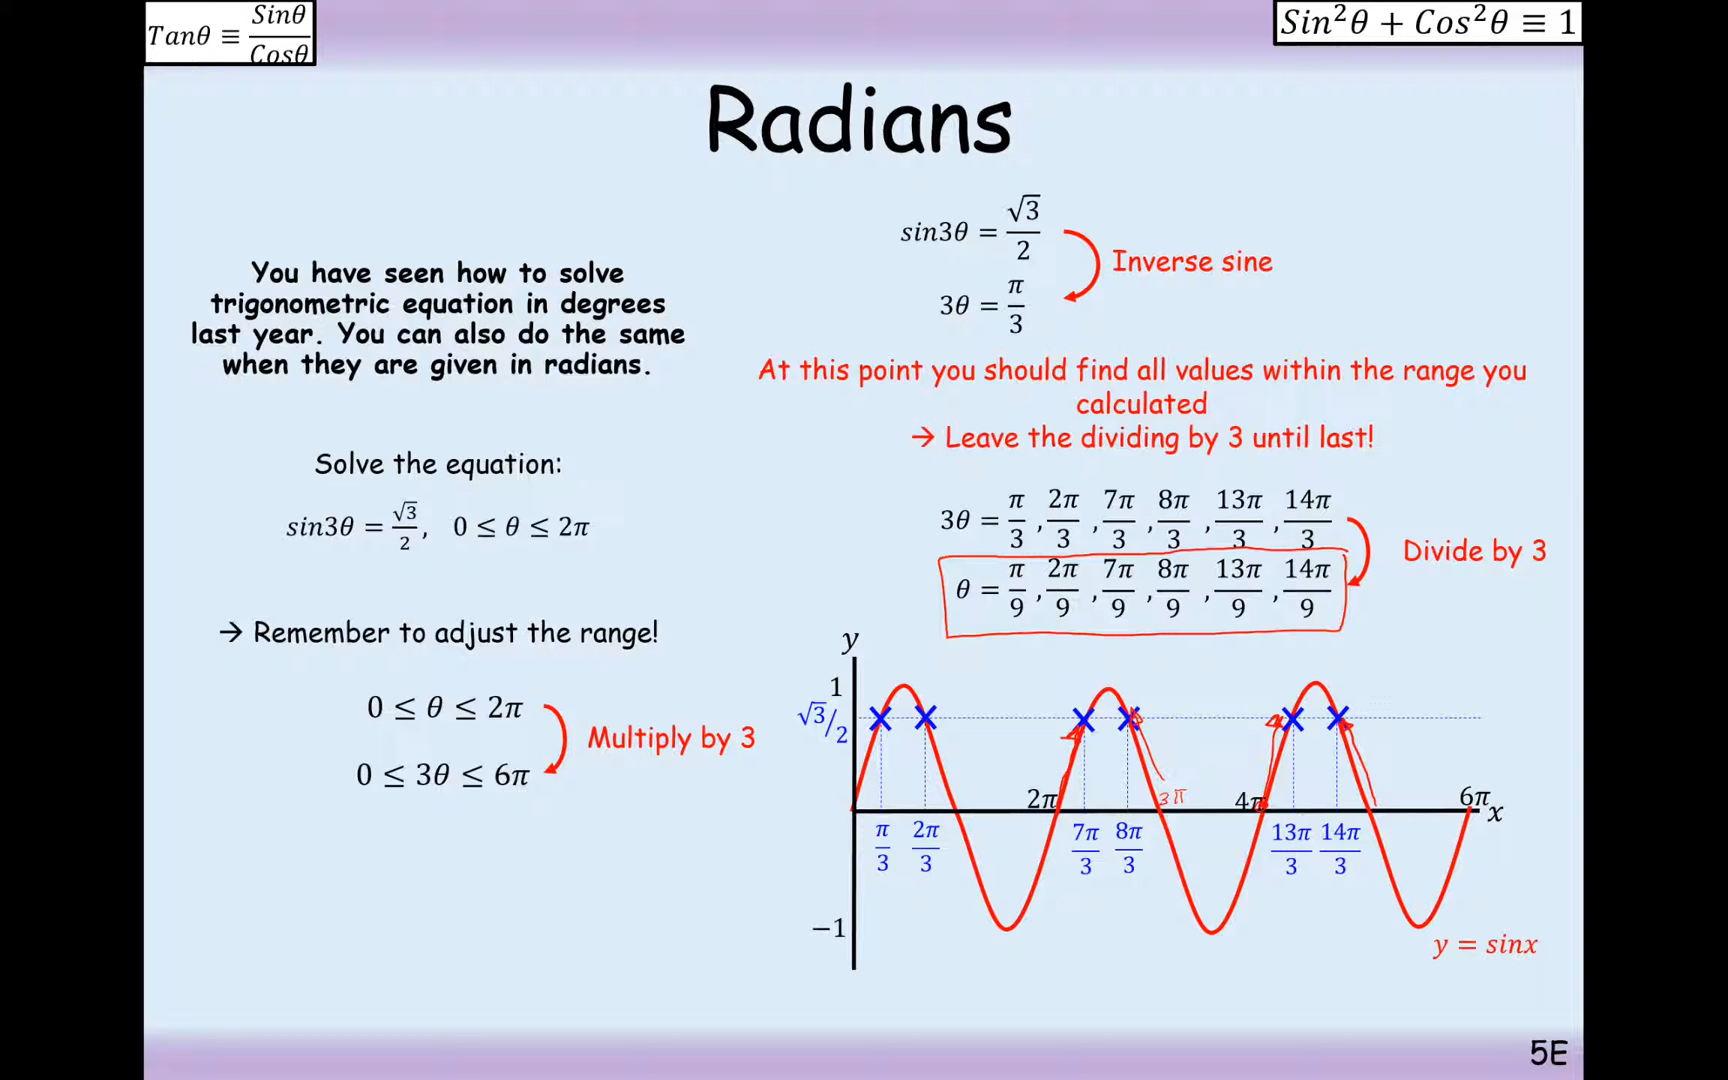 Tanθ ≡ Sinθ/Cosθ
Sin²θ + Cos²θ ≡ 1
Radians
You have seen how to solve
trigonometric equation in degrees
last year. You can also do the same
when they are given in radians.
Solve the equation:
sin3θ = √3/2, 0 ≤ θ ≤ 2π
→ Remember to adjust the range!
0 ≤ θ ≤ 2π
Multiply by 3
0 ≤ 3θ ≤ 6π
sin3θ = √3/2
Inverse sine
3θ = π/3
At this point you should find all values within the range you
calculated
→ Leave the dividing by 3 until last!
3θ = π/3, 2π/3, 7π/3, 8π/3, 13π/3, 14π/3
Divide by 3
θ = π/9, 2π/9, 7π/9, 8π/9, 13π/9, 14π/9
y
1
√3/2
2π 3π 4π 6π x
π/3 2π/3 7π/3 8π/3 13π/3 14π/3
−1
y = sinx
5E